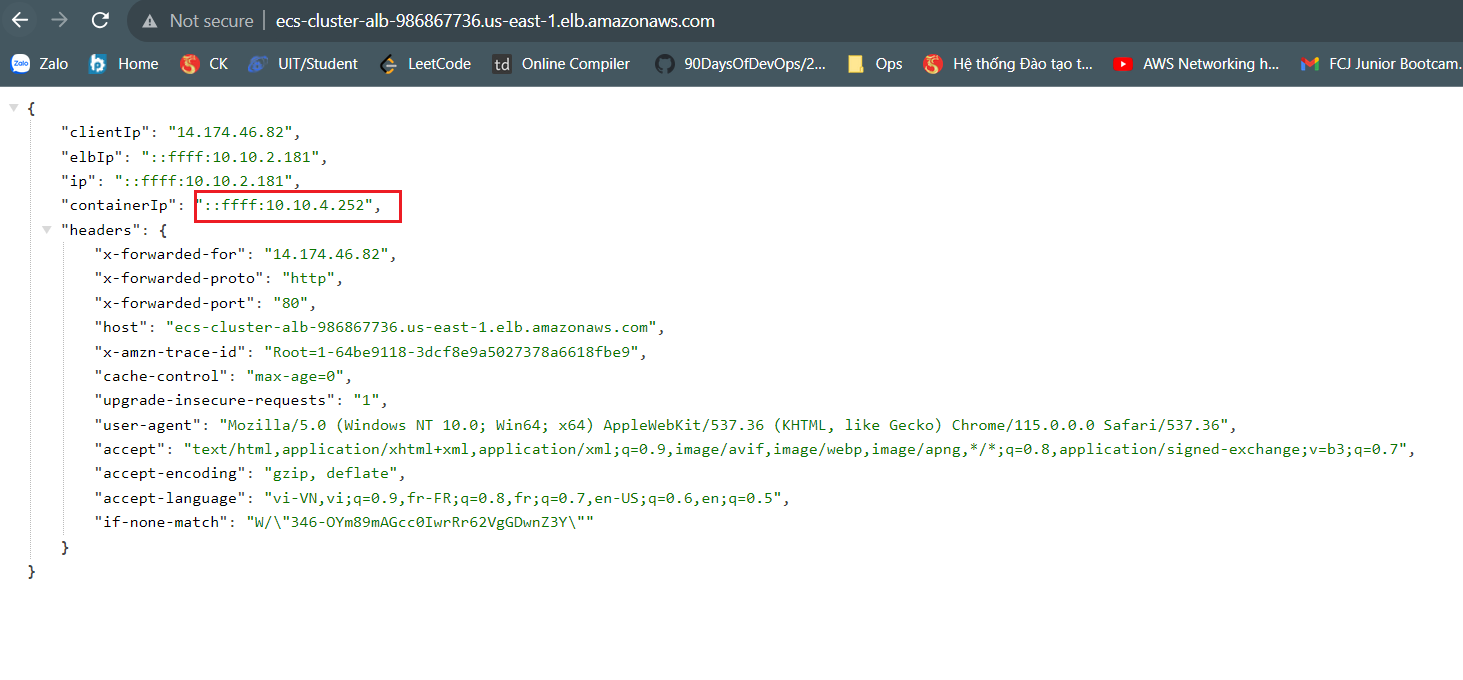 Not secure | ecs-cluster-alb-986867736.us-east-1.elb.amazonaws.com
Zalo Zalo Home CK UIT/Student LeetCode td Online Compiler 90DaysOfDevOps/2... Ops Hệ thống Đào tạo t... AWS Networking h... FCJ Junior Bootcam.
{
"clientIp": "14.174.46.82",
"elbIp": "::ffff:10.10.2.181",
"ip": "::ffff:10.10.2.181",
"containerIp": "::ffff:10.10.4.252",
"headers": {
"x-forwarded-for": "14.174.46.82",
"x-forwarded-proto": "http",
"x-forwarded-port": "80",
"host": "ecs-cluster-alb-986867736.us-east-1.elb.amazonaws.com",
"x-amzn-trace-id": "Root=1-64be9118-3dcf8e9a5027378a6618fbe9",
"cache-control": "max-age=0",
"upgrade-insecure-requests": "1",
"user-agent": "Mozilla/5.0 (Windows NT 10.0; Win64; x64) AppleWebKit/537.36 (KHTML, like Gecko) Chrome/115.0.0.0 Safari/537.36",
"accept": "text/html,application/xhtml+xml,application/xml;q=0.9,image/avif,image/webp,image/apng,*/*;q=0.8,application/signed-exchange;v=b3;q=0.7",
"accept-encoding": "gzip, deflate",
"accept-language": "vi-VN,vi;q=0.9,fr-FR;q=0.8,fr;q=0.7,en-US;q=0.6,en;q=0.5",
"if-none-match": "W/\"346-OYm89mAGcc0IwrRr62VgGDwnZ3Y\""
}
}